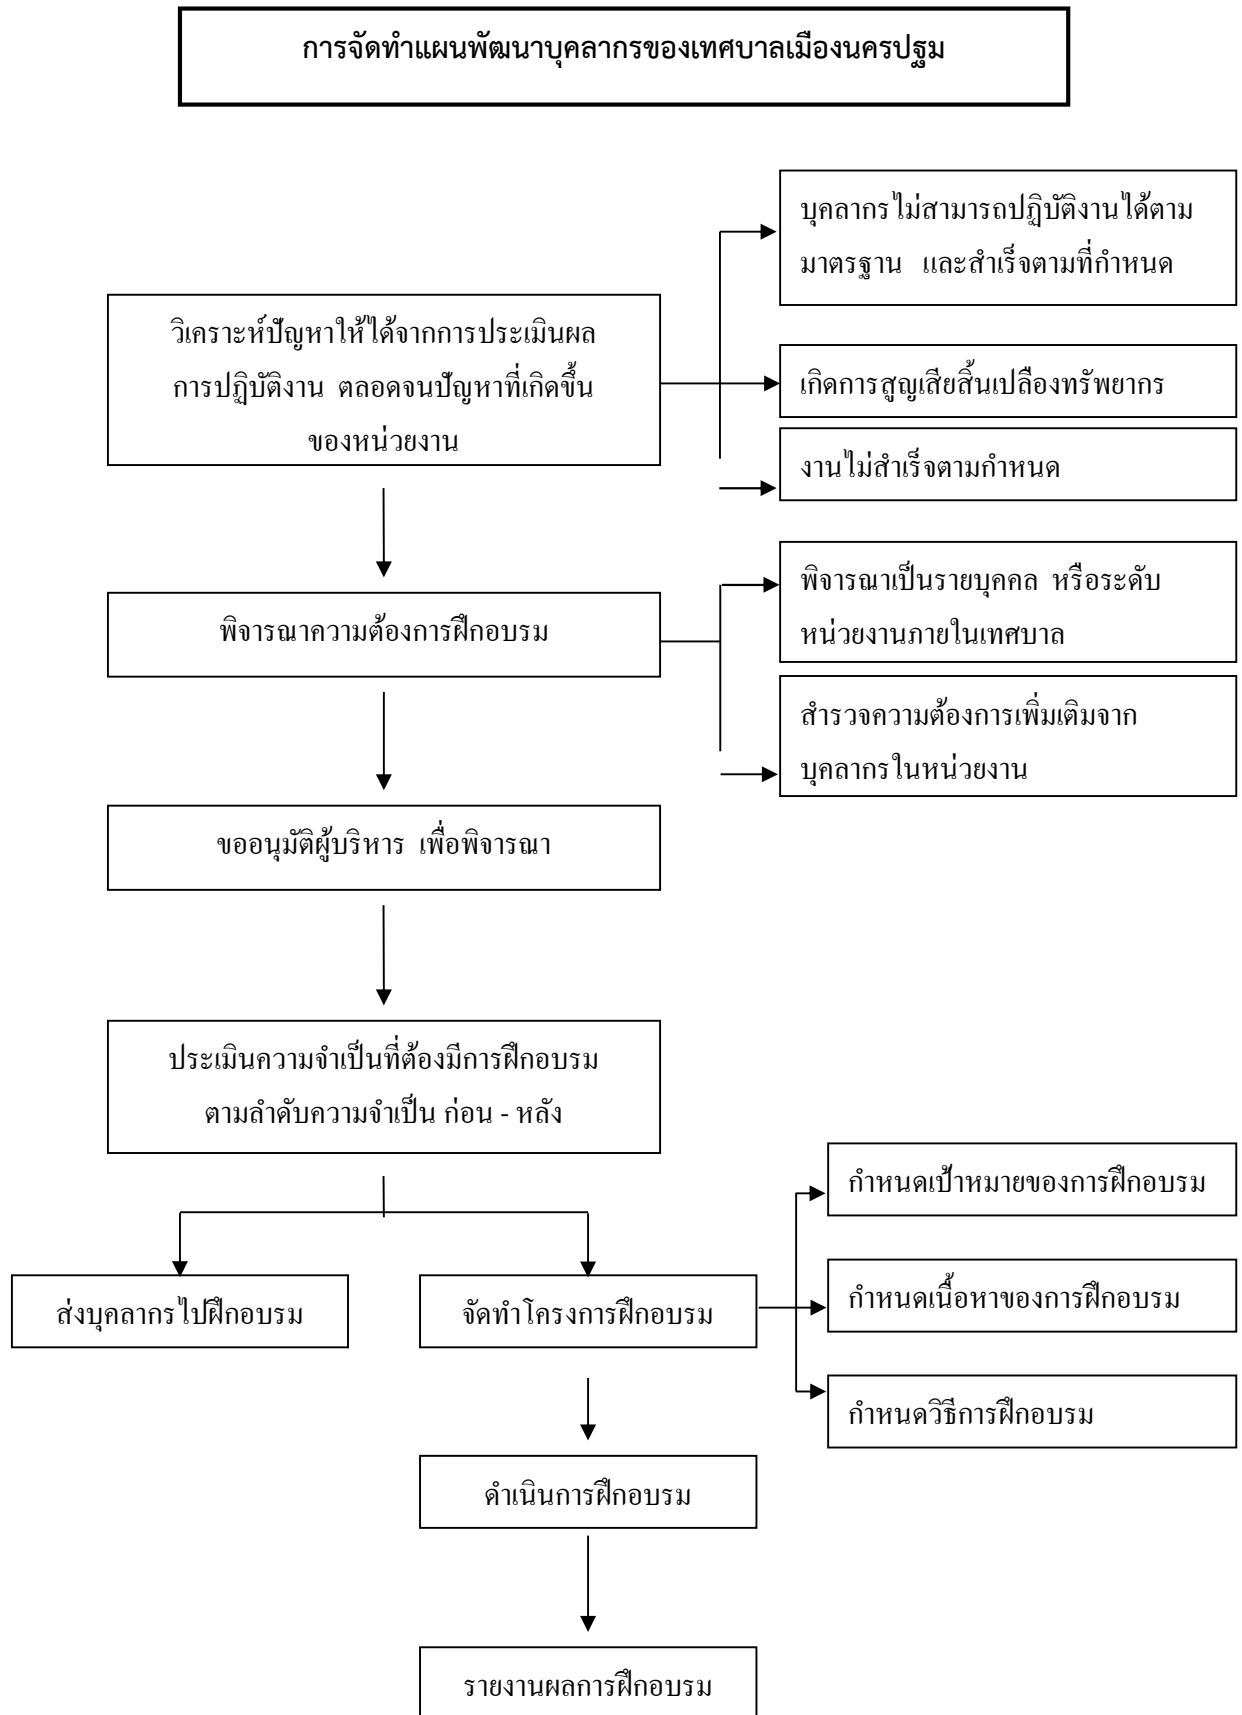 การจัดทำแผนพัฒนาบุคลากรของเทศบาลเมืองนครปฐม
บุคลากรไม่สามารถปฏิบัติงานได้ตาม
มาตรฐาน และสำเร็จตามที่กำหนด
วิเคราะห์ปัญหาให้ได้จากการประเมินผล
การปฏิบัติงาน ตลอดจนปัญหาที่เกิดขึ้น
ของหน่วยงาน
เกิดการสูญเสียสิ้นเปลืองทรัพยากร
งานไม่สำเร็จตามกำหนด
พิจารณาความต้องการฝึกอบรม
พิจารณาเป็นรายบุคคล หรือระดับ
หน่วยงานภายในเทศบาล
สำรวจความต้องการเพิ่มเติมจาก
บุคลากรในหน่วยงาน
ขออนุมัติผู้บริหาร เพื่อพิจารณา
ประเมินความจำเป็นที่ต้องมีการฝึกอบรม
ตามลำดับความจำเป็น ก่อน - หลัง
ส่งบุคลากรไปฝึกอบรม
จัดทำโครงการฝึกอบรม
กำหนดเป้าหมายของการฝึกอบรม
กำหนดเนื้อหาของการฝึกอบรม
กำหนดวิธีการฝึกอบรม
ดำเนินการฝึกอบรม
รายงานผลการฝึกอบรม